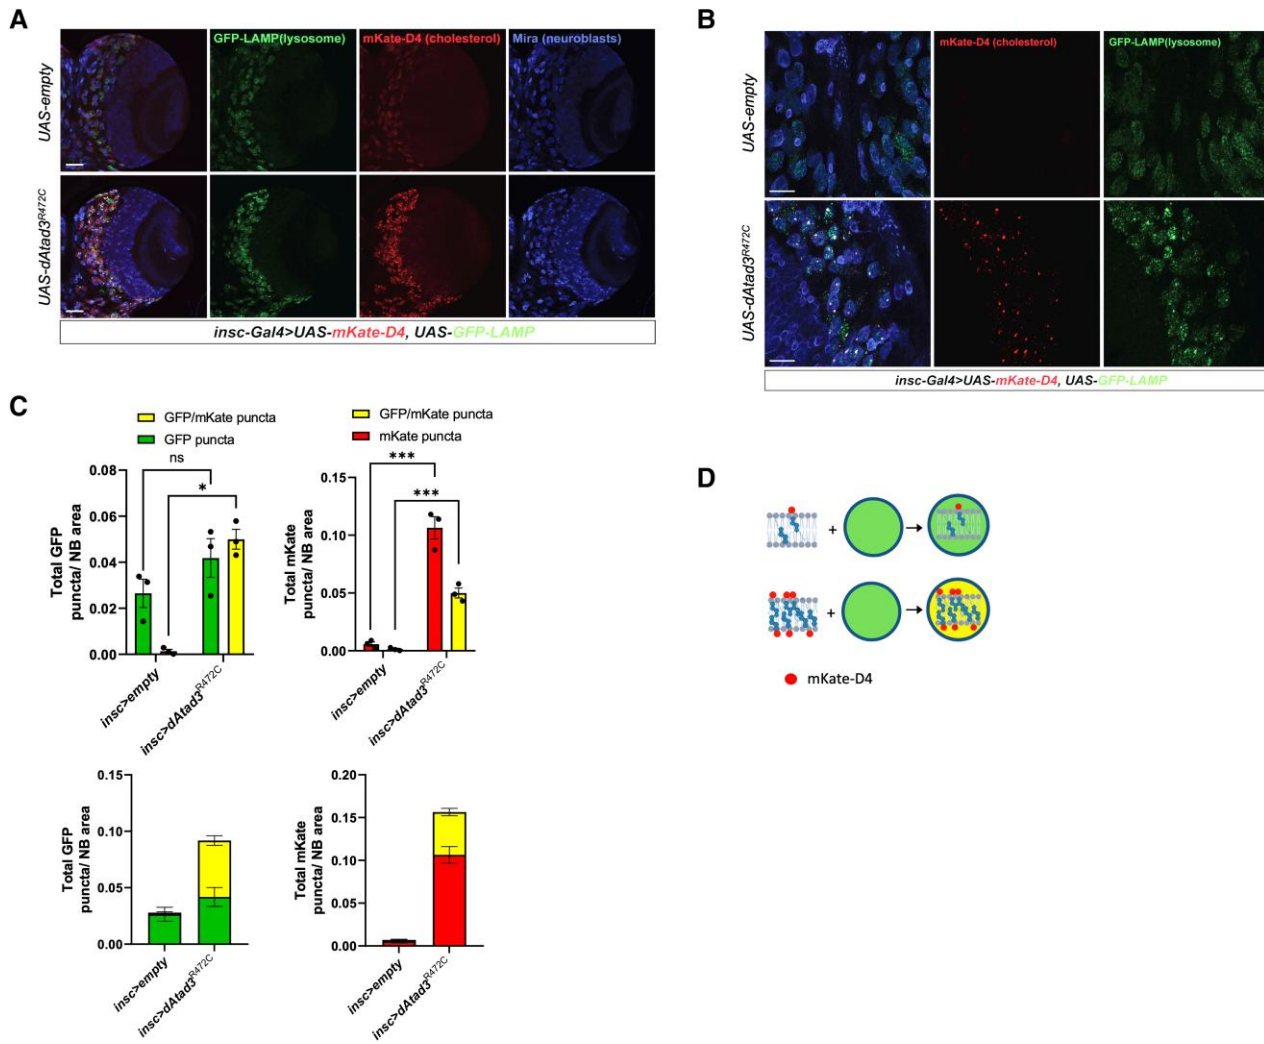 A
GFP-LAMP(lysosome)
mKate-D4 (cholesterol)
Mira (neuroblasts)
UAS-empty
UAS-dAtad3R472C
insc-Gal4>UAS-mKate-D4, UAS-GFP-LAMP
B
mKate-D4 (cholesterol)
GFP-LAMP(lysosome)
UAS-empty
UAS-dAtad3R472C
insc-Gal4>UAS-mKate-D4, UAS-GFP-LAMP
C
GFP/mKate puncta
GFP puncta
ns
*
0.08
0.06
0.04
0.02
0.00
Total GFP
puncta/ NB area
insc>empty
insc>dAtad3R472C
GFP/mKate puncta
mKate puncta
***
***
0.15
0.10
0.05
0.00
Total mKate
puncta/ NB area
insc>empty
insc>dAtad3R472C
0.15
0.10
0.05
0.00
Total GFP
puncta/ NB area
insc>empty
insc>dAtad3R472C
0.20
0.15
0.10
0.05
0.00
Total mKate
puncta/ NB area
insc>empty
insc>dAtad3R472C
D
+
+
mKate-D4